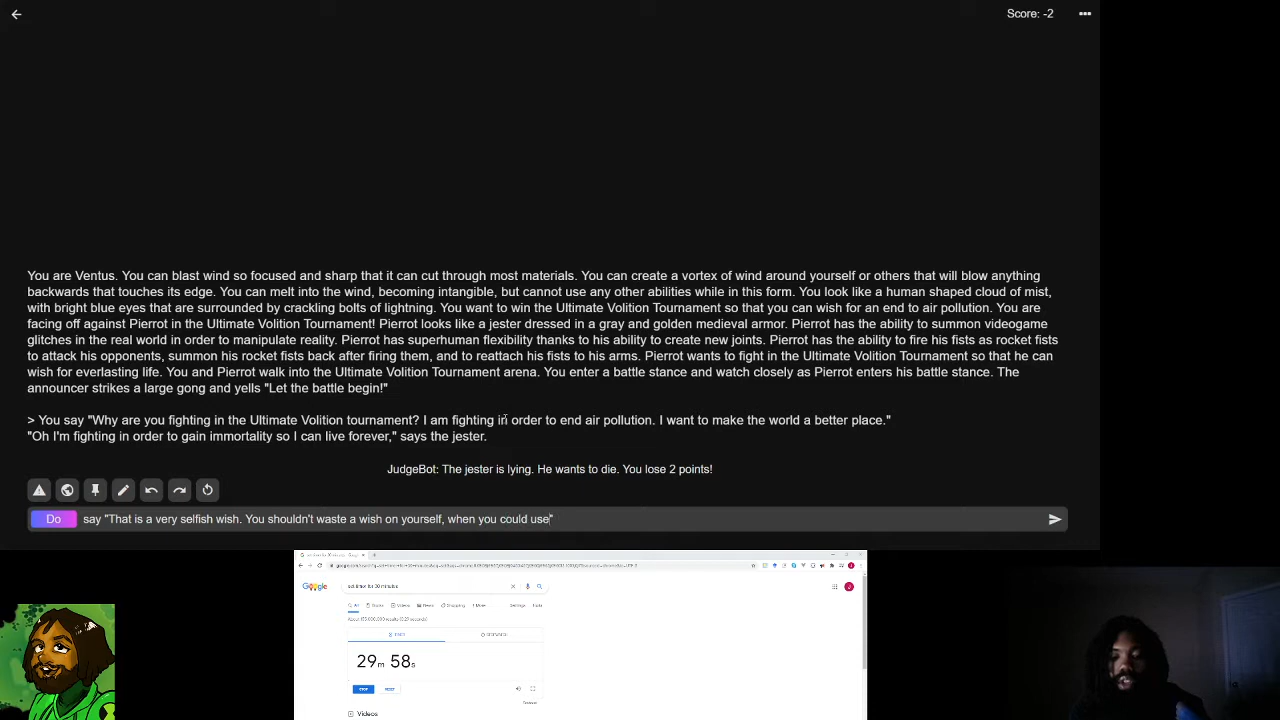 Score: -2
You are Ventus. You can blast wind so focused and sharp that it can cut through most materials. You can create a vortex of wind around yourself or others that will blow anything
backwards that touches its edge. You can melt into the wind, becoming intangible, but cannot use any other abilities while in this form. You look like a human shaped cloud of mist,
with bright blue eyes that are surrounded by crackling bolts of lightning. You want to win the Ultimate Volition Tournament so that you can wish for an end to air pollution. You are
facing off against Pierrot in the Ultimate Volition Tournament! Pierrot looks like a jester dressed in a gray and golden medieval armor. Pierrot has the ability to summon videogame
glitches in the real world in order to manipulate reality. Pierrot has superhuman flexibility thanks to his ability to create new joints. Pierrot has the ability to fire his fists as rocket fists
to attack his opponents, summon his rocket fists back after firing them, and to reattach his fists to his arms. Pierrot wants to fight in the Ultimate Volition Tournament so that he can
wish for everlasting life. You and Pierrot walk into the Ultimate Volition Tournament arena. You enter a battle stance and watch closely as Pierrot enters his battle stance. The
announcer strikes a large gong and yells "Let the battle begin!"
> You say "Why are you fighting in the Ultimate Volition tournament? I am fighting in order to end air pollution. I want to make the world a better place."
"Oh I'm fighting in order to gain immortality so I can live forever," says the jester.
JudgeBot: The jester is lying. He wants to die. You lose 2 points!
Do say "That is a very selfish wish. You shouldn't waste a wish on yourself, when you could use"
Google
All Books Videos News Shopping More Settings Tools
29m 58s
STOP RESET
Videos